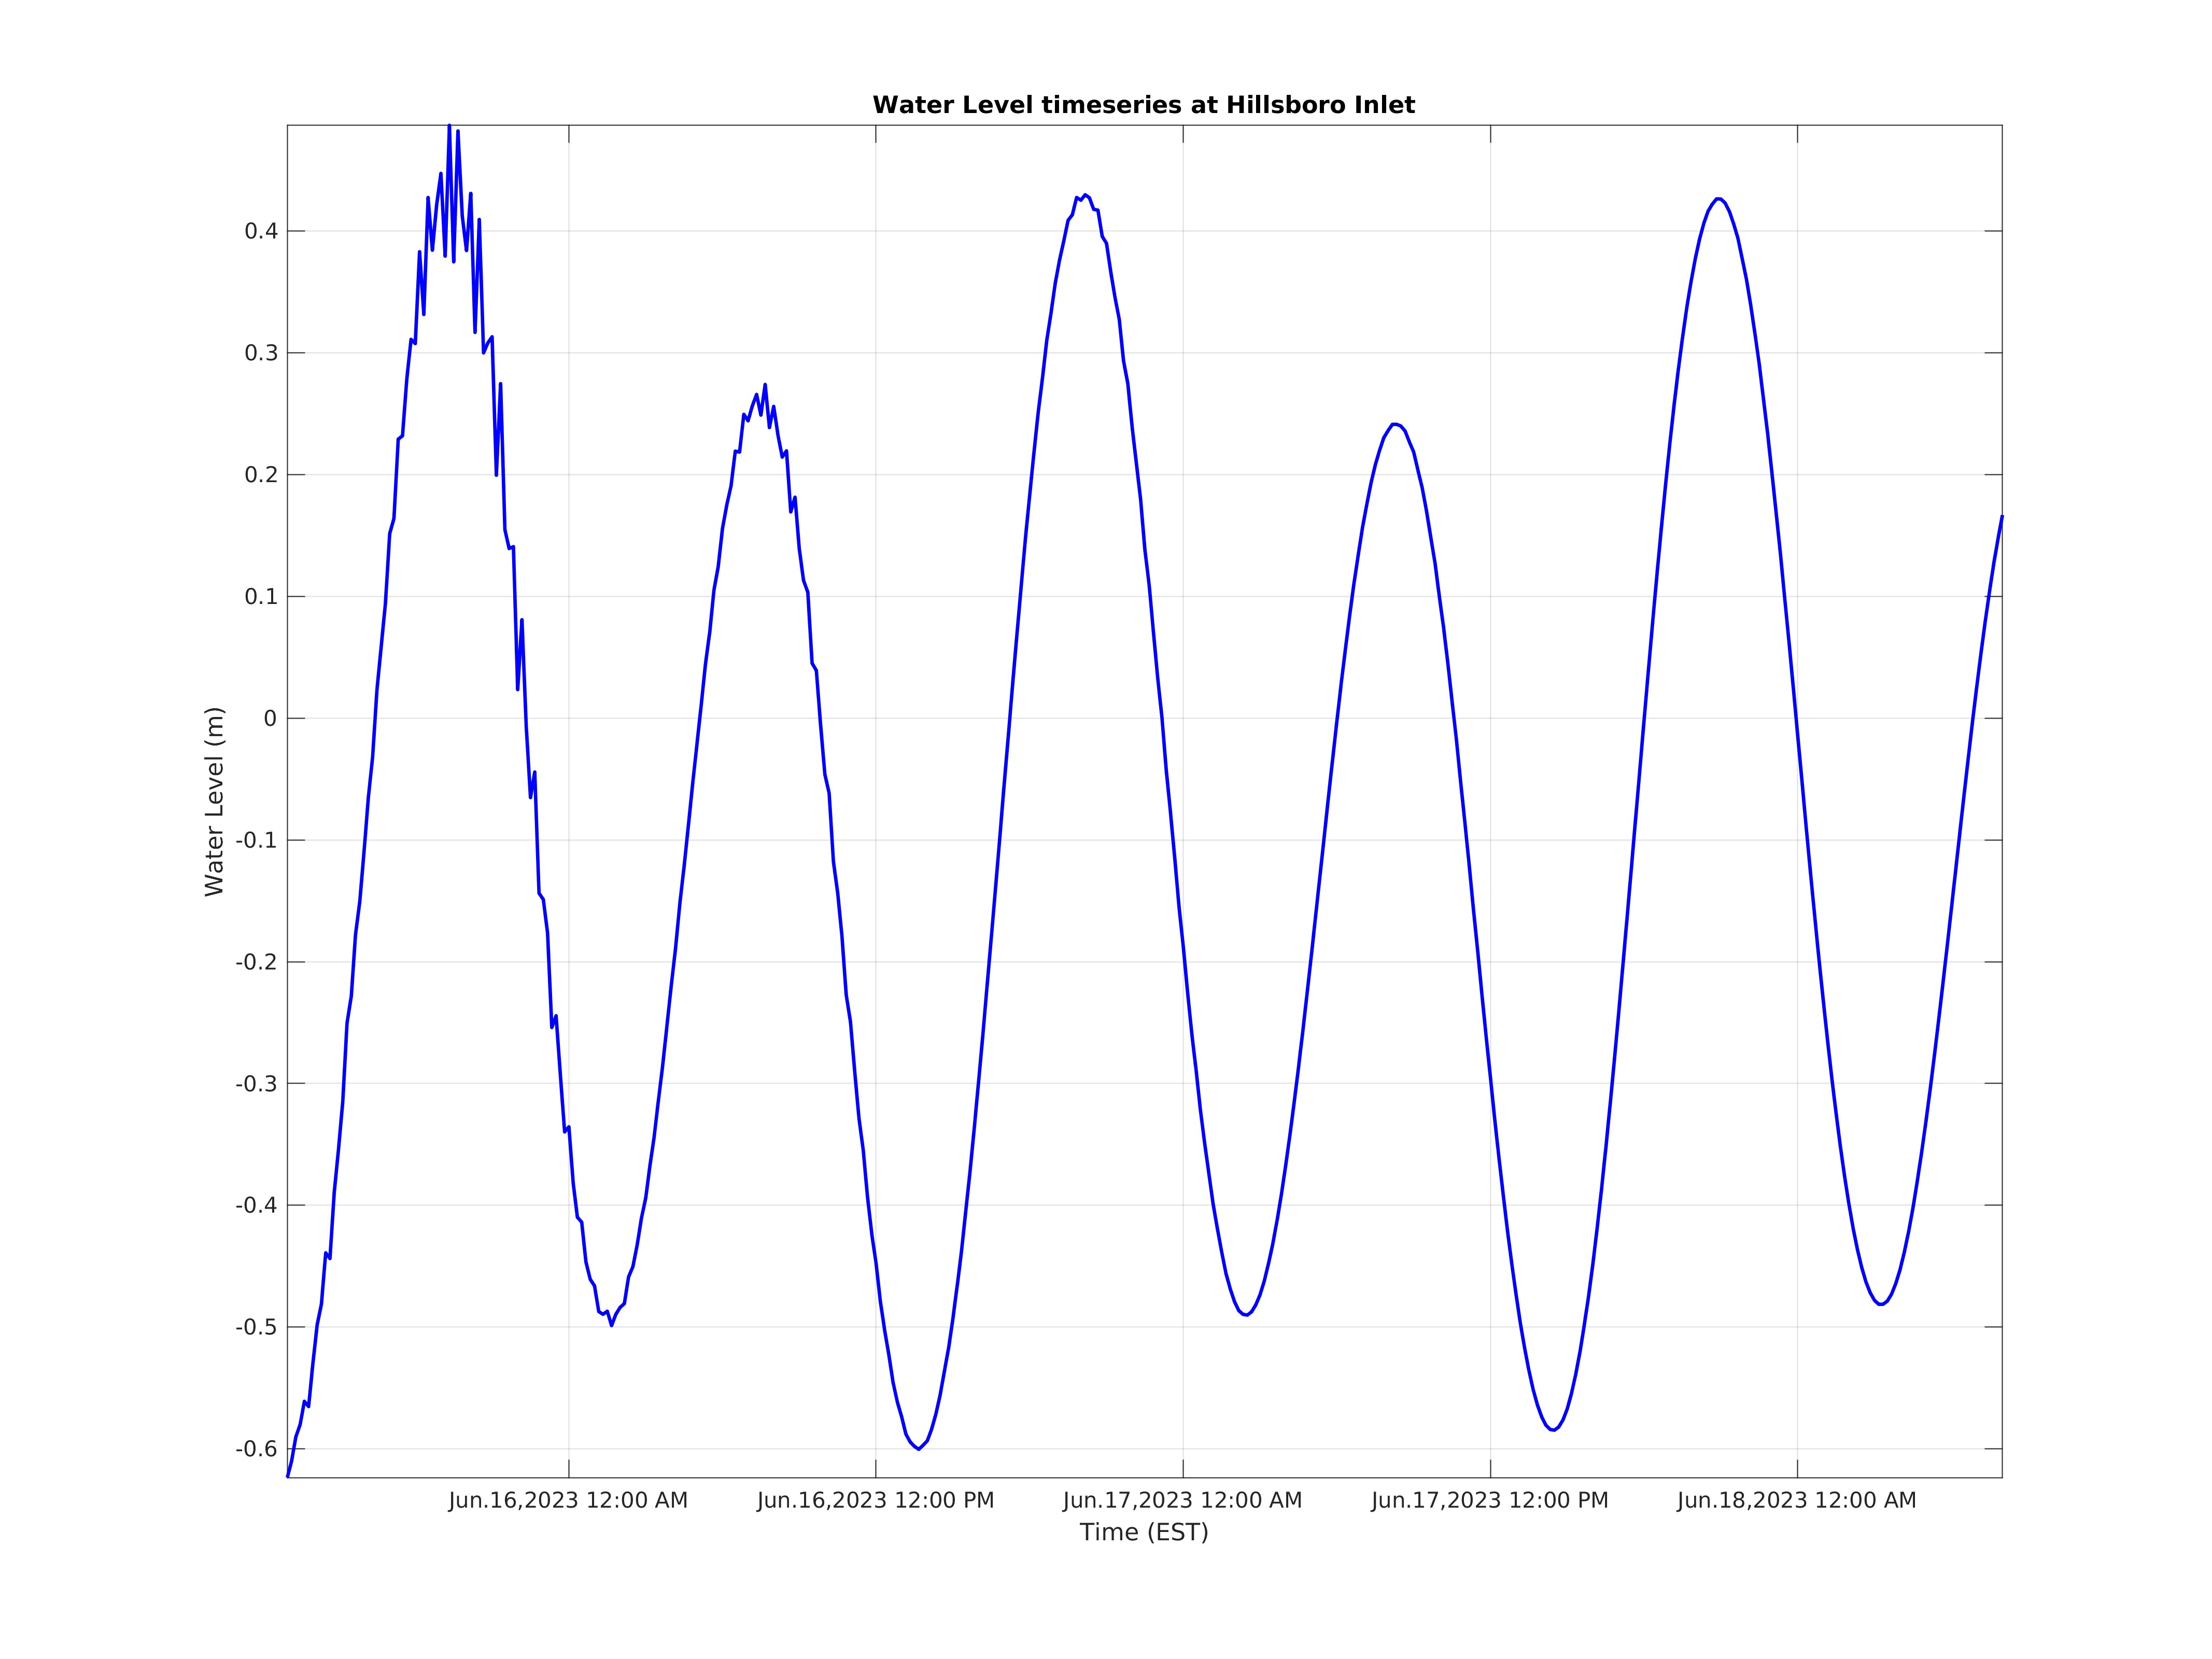 Water Level timeseries at Hillsboro Inlet
0.4
0.3
0.2
0.1
0
-0.1
-0.2
-0.3
-0.4
-0.5
-0.6
Water Level (m)
Jun.16,2023 12:00 AM
Jun.16,2023 12:00 PM
Jun.17,2023 12:00 AM
Jun.17,2023 12:00 PM
Jun.18,2023 12:00 AM
Time (EST)